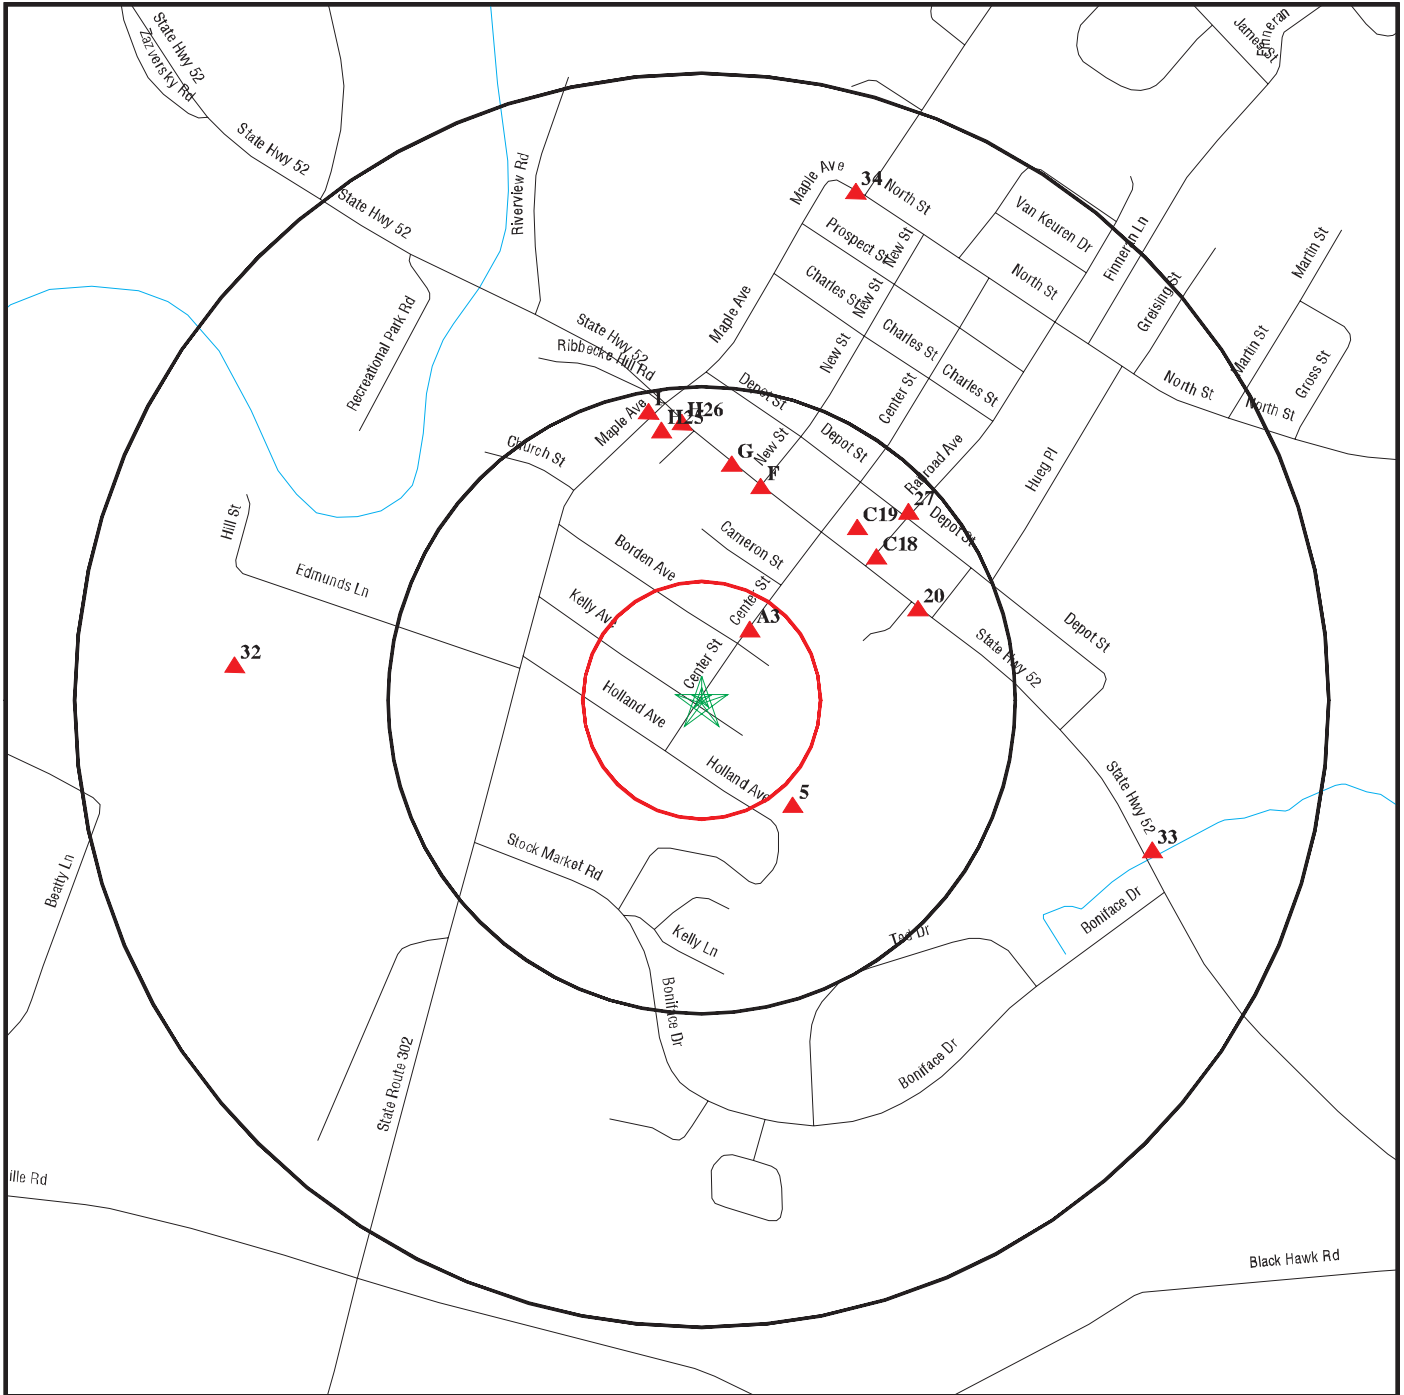 State Hwy 52
Zazversky Rd
James St
Finneran
State Hwy 52
State Hwy 52
Riverview Rd
Maple Ave
34
North St
Van Keuren Dr
Finneran Ln
Martin St
Prospect St
New St
Charles St
New St
North St
Greising St
Recreational Park Rd
Maple Ave
State Hwy 52
Ribbecke Hill Rd
New St
Charles St
Charles St
Martin St
Gross St
North St
North St
Depot St
Center St
I
H26
H25
Maple Ave
Church St
G
New St
F
Depot St
Railroad Ave
Hueg Pl
27
Depot St
C19
C18
Hill St
Edmunds Ln
Borden Ave
Cameron St
Kelly Ave
Center St
A3
20
Depot St
State Hwy 52
32
Center St
Holland Ave
Holland Ave
5
State Hwy 52
33
Stock Market Rd
Beatty Ln
Kelly Ln
Ted Dr
Boniface Dr
Boniface Dr
Boniface Dr
State Route 302
ille Rd
Black Hawk Rd